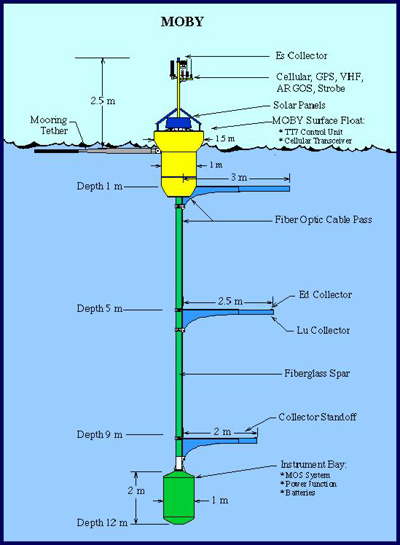 MOBY
Es Collector
Cellular, GPS, VHF,
ARGOS, Strobe
2.5 m
Solar Panels
Mooring
Tether
MOBY Surface Float:
* TT7 Control Unit
* Cellular Transceiver
1.5 m
1 m
3 m
Depth 1 m
Fiber Optic Cable Pass
2.5 m
Ed Collector
Depth 5 m
Lu Collector
Fiberglass Spar
Collector Standoff
2 m
Depth 9 m
Instrument Bay:
* MOS System
* Power Junction
* Batteries
2 m
1 m
Depth 12 m